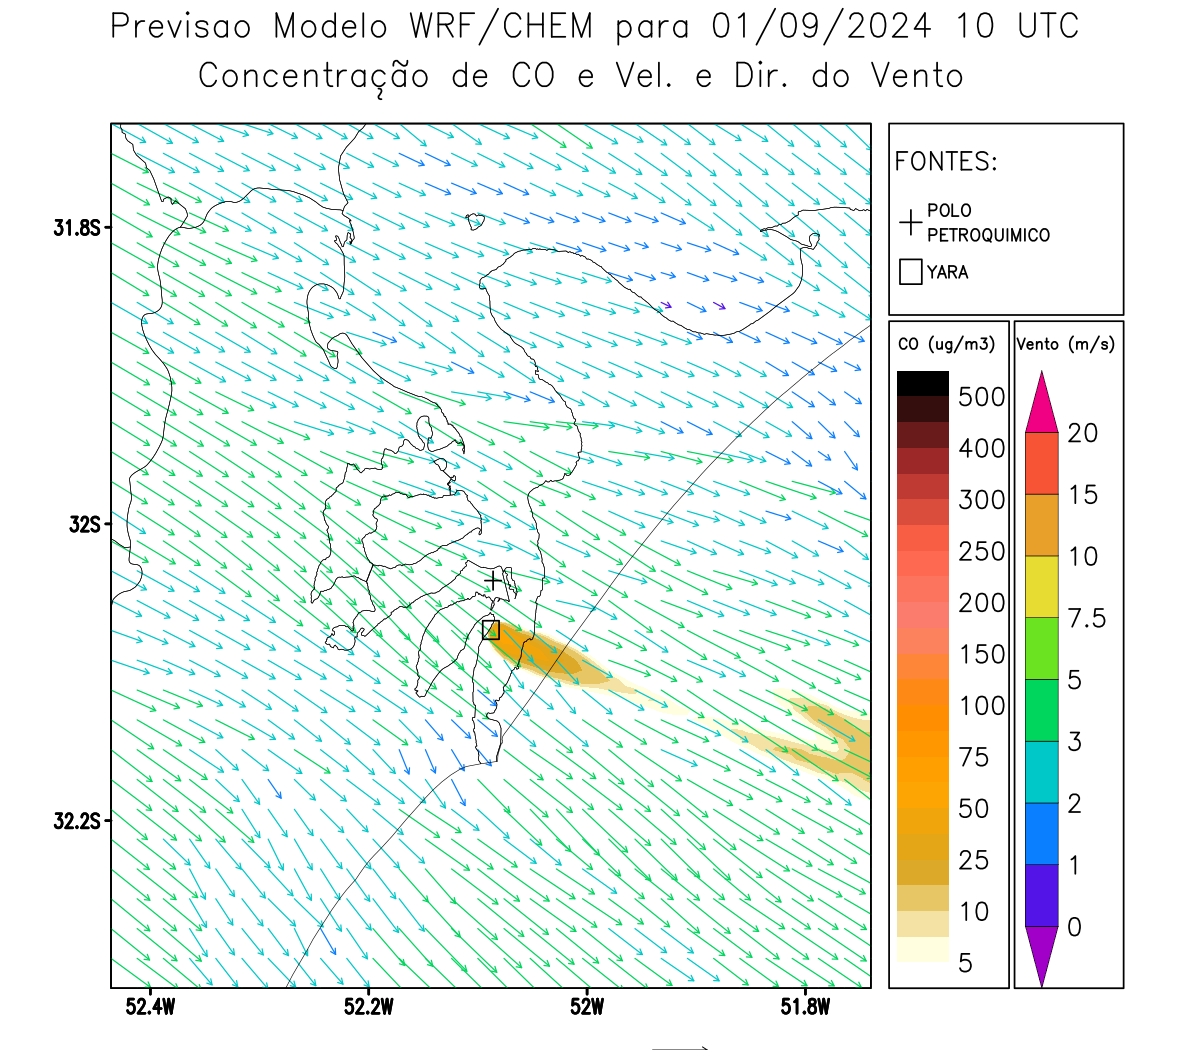 Previsao Modelo WRF/CHEM para 01/09/2024 10 UTC
Concentração de CO e Vel. e Dir. do Vento
FONTES:
POLO
PETROQUIMICO
YARA
CO (ug/m3)
500
400
300
250
200
150
100
75
50
25
10
5
Vento (m/s)
20
15
10
7.5
5
3
2
1
0
31.8S
32S
32.2S
52.4W
52.2W
52W
51.8W